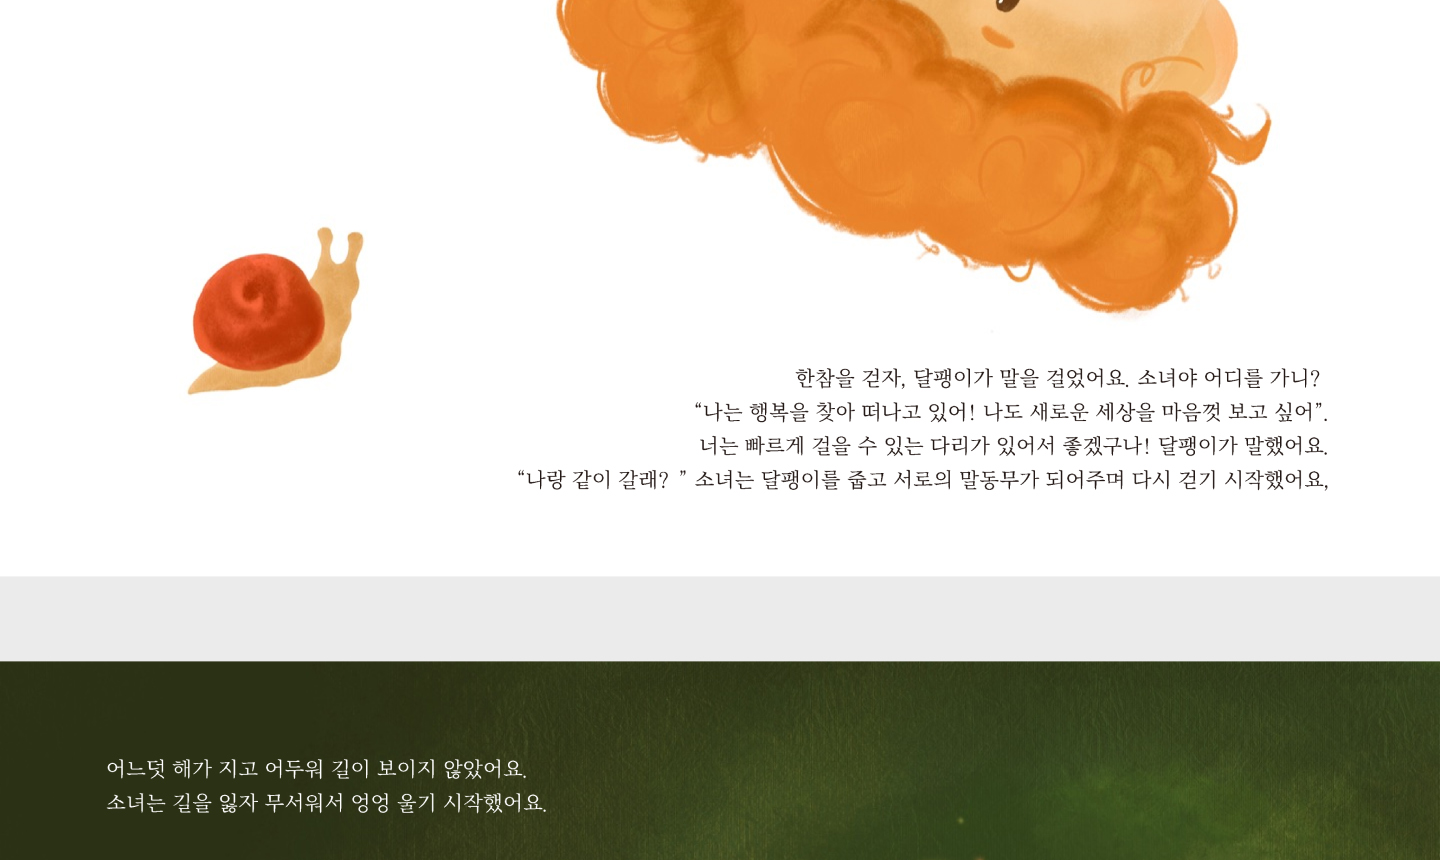 한참을 걷자, 달팽이가 말을 걸었어요. 소녀야 어디를 가니?
“나는 행복을 찾아 떠나고 있어! 나도 새로운 세상을 마음껏 보고 싶어”.
너는 빠르게 걸을 수 있는 다리가 있어서 좋겠구나! 달팽이가 말했어요.
“나랑 같이 갈래? ” 소녀는 달팽이를 줍고 서로의 말동무가 되어주며 다시 걷기 시작했어요,
어느덧 해가 지고 어두워 길이 보이지 않았어요.
소녀는 길을 잃자 무서워서 엉엉 울기 시작했어요.